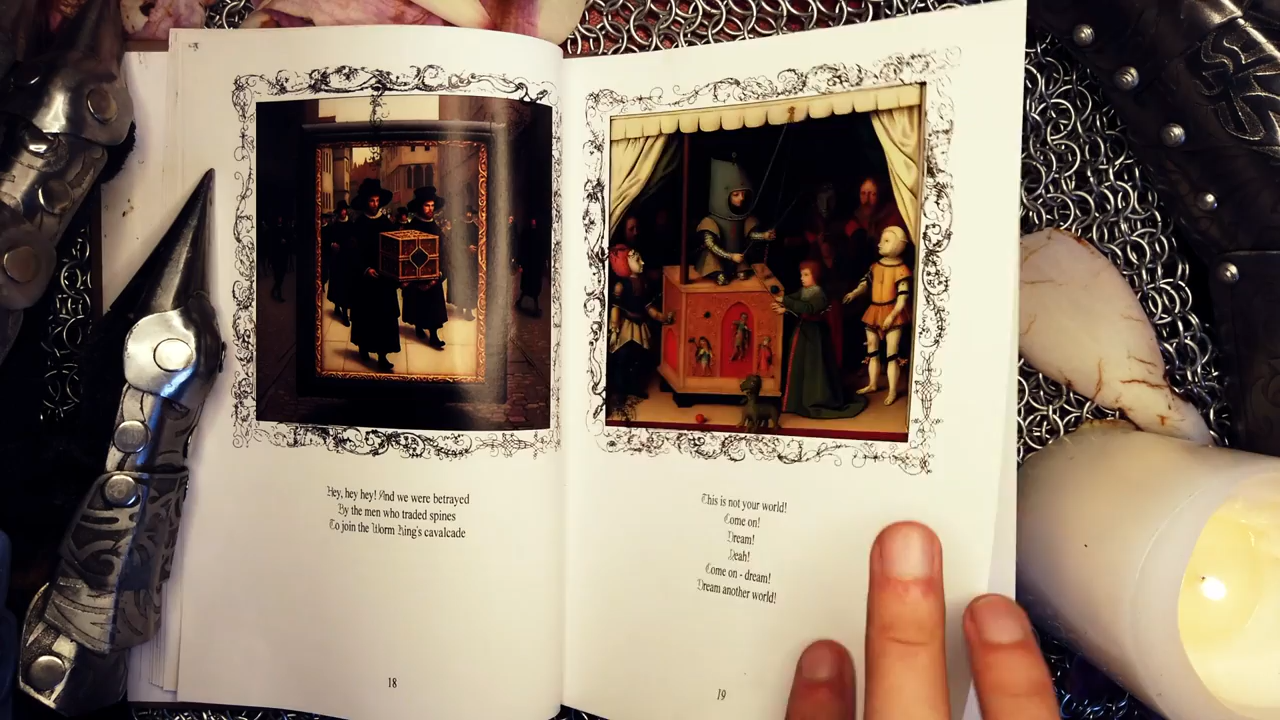 Hey, hey hey! And we were betrayed
By the men who traded spines
To join the Worm King's cavalcade
18
This is not your world!
Come on!
Dream!
Yeah!
Come on - dream!
Dream another world!
19